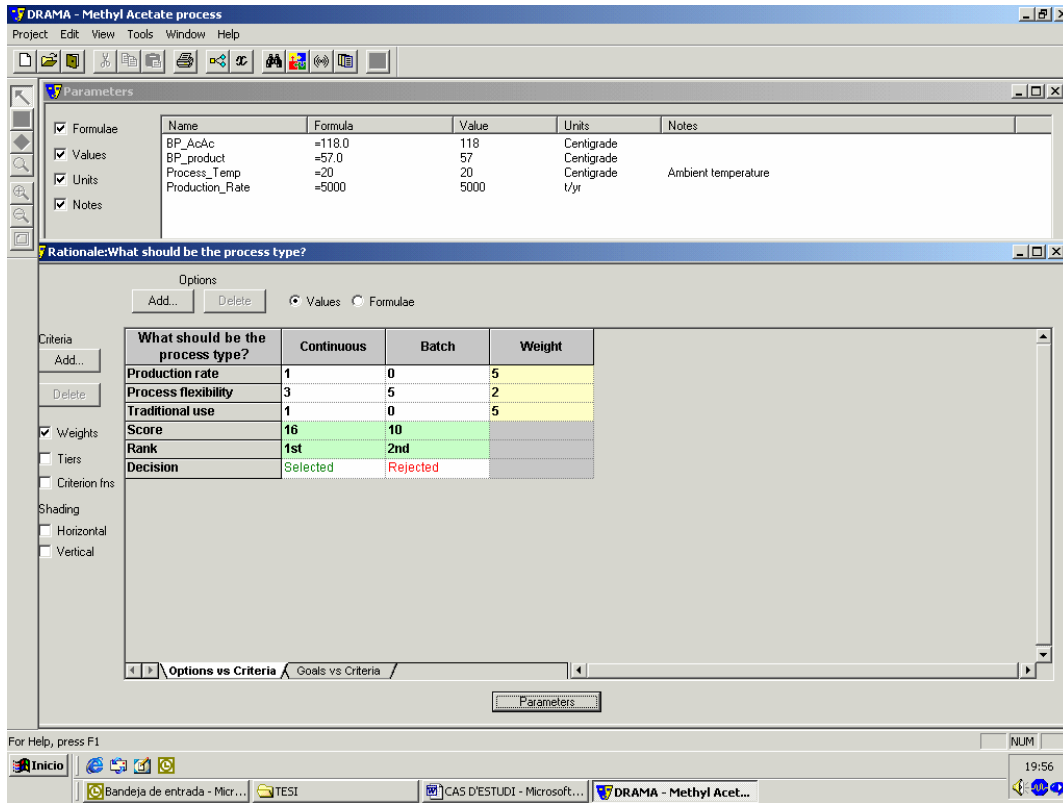 DRAMA - Methyl Acetate process
Project Edit View Tools Window Help
Parameters
Formulae
Values
Units
Notes
Name Formula Value Units Notes
BP_AcAc =118.0 118 Centigrade
BP_product =57.0 57 Centigrade
Process_Temp =20 20 Centigrade Ambient temperature
Production_Rate =5000 5000 t/yr
Rationale:What should be the process type?
Options
Add... Delete Values Formulae
Criteria
Add...
Delete
Weights
Tiers
Criterion fns
Shading
Horizontal
Vertical
What should be the process type? Continuous Batch Weight
Production rate 1 0 5
Process flexibility 3 5 2
Traditional use 1 0 5
Score 16 10
Rank 1st 2nd
Decision Selected Rejected
Options vs Criteria Goals vs Criteria
Parameters
For Help, press F1 NUM
Inicio 19:56
Bandeja de entrada - Micr... TESI CAS D'ESTUDI - Microsoft... DRAMA - Methyl Acet...